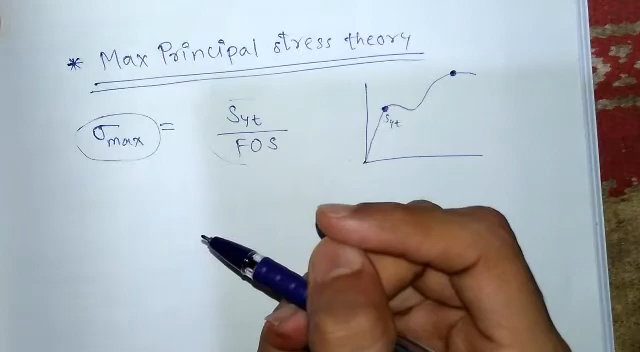 * Max Principal stress theory
σmax = Syt / FOS
Syt